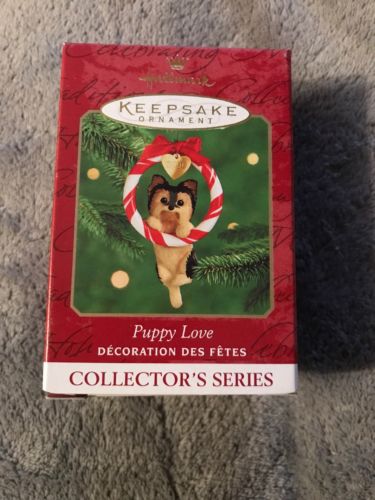 Hallmark
KEEPSAKE
ORNAMENT
Puppy Love
DÉCORATION DES FÊTES
COLLECTOR'S SERIES